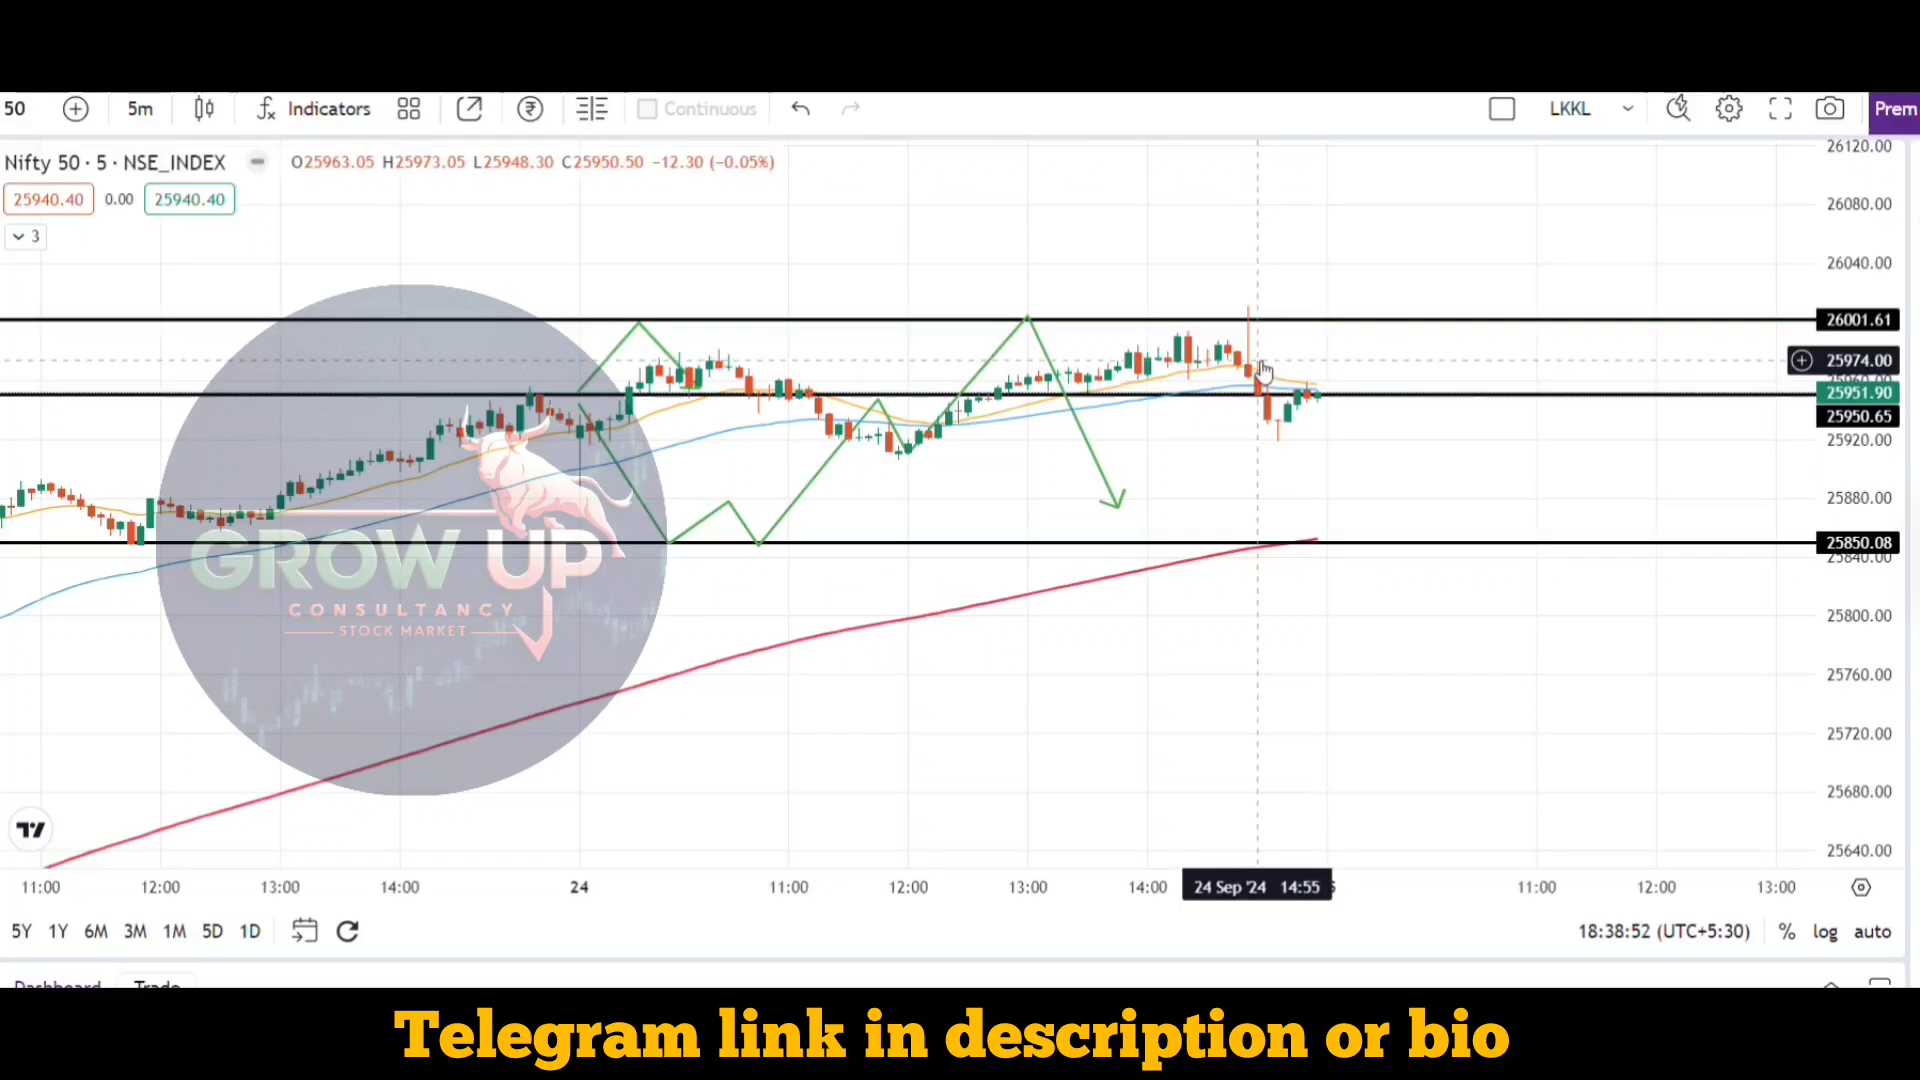 50 5m Indicators Continuous LKKL Prem
Nifty 50 · 5 · NSE_INDEX O25963.05 H25973.05 L25948.30 C25950.50 −12.30 (−0.05%)
25940.40 0.00 25940.40
3
26120.00
26080.00
26040.00
26001.61
25974.00
25951.90
25950.65
25920.00
25880.00
25850.08
25840.00
25800.00
25760.00
25720.00
25680.00
25640.00
GROW UP
CONSULTANCY
STOCK MARKET
11:00 12:00 13:00 14:00 24 11:00 12:00 13:00 14:00 24 Sep '24 14:55 11:00 12:00 13:00
5Y 1Y 6M 3M 1M 5D 1D 18:38:52 (UTC+5:30) % log auto
Dashboard Trade
Telegram link in description or bio